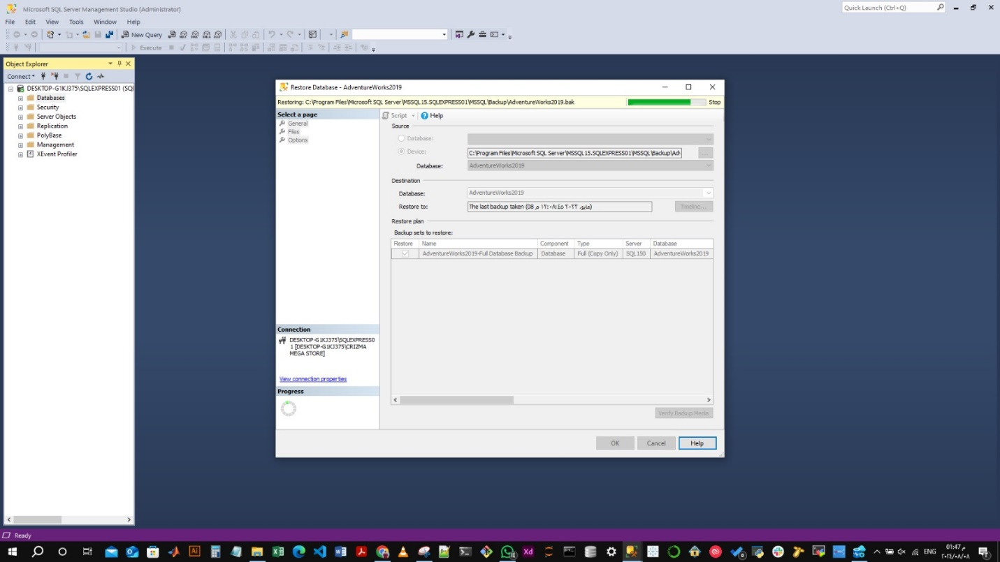 Microsoft SQL Server Management Studio (Administrator)
Quick Launch (Ctrl+Q)
File Edit View Tools Window Help
New Query
Execute
Object Explorer
Connect
DESKTOP-G1KJ375\SQLEXPRESS01 (SQL
Databases
Security
Server Objects
Replication
PolyBase
Management
XEvent Profiler
Restore Database - AdventureWorks2019
Restoring: C:\Program Files\Microsoft SQL Server\MSSQL15.SQLEXPRESS01\MSSQL\Backup\AdventureWorks2019.bak
Stop
Select a page
General
Files
Options
Script Help
Source
Database:
Device: C:\Program Files\Microsoft SQL Server\MSSQL15.SQLEXPRESS01\MSSQL\Backup\Adv
...
Database: AdventureWorks2019
Destination
Database: AdventureWorks2019
Restore to: The last backup taken (08 مايو، ٢٠٢٢ ١٢:٠٨:٤٥ م)
Timeline...
Restore plan
Backup sets to restore:
Restore Name Component Type Server Database
AdventureWorks2019-Full Database Backup Database Full (Copy Only) SQL150 AdventureWorks2019
Connection
DESKTOP-G1KJ375\SQLEXPRESS0
1 [DESKTOP-G1KJ375\CRIZMA
MEGA STORE]
View connection properties
Progress
Verify Backup Media
OK Cancel Help
Ready
ENG
01:47 م
٢٠٢٤/٠٨/٠٨